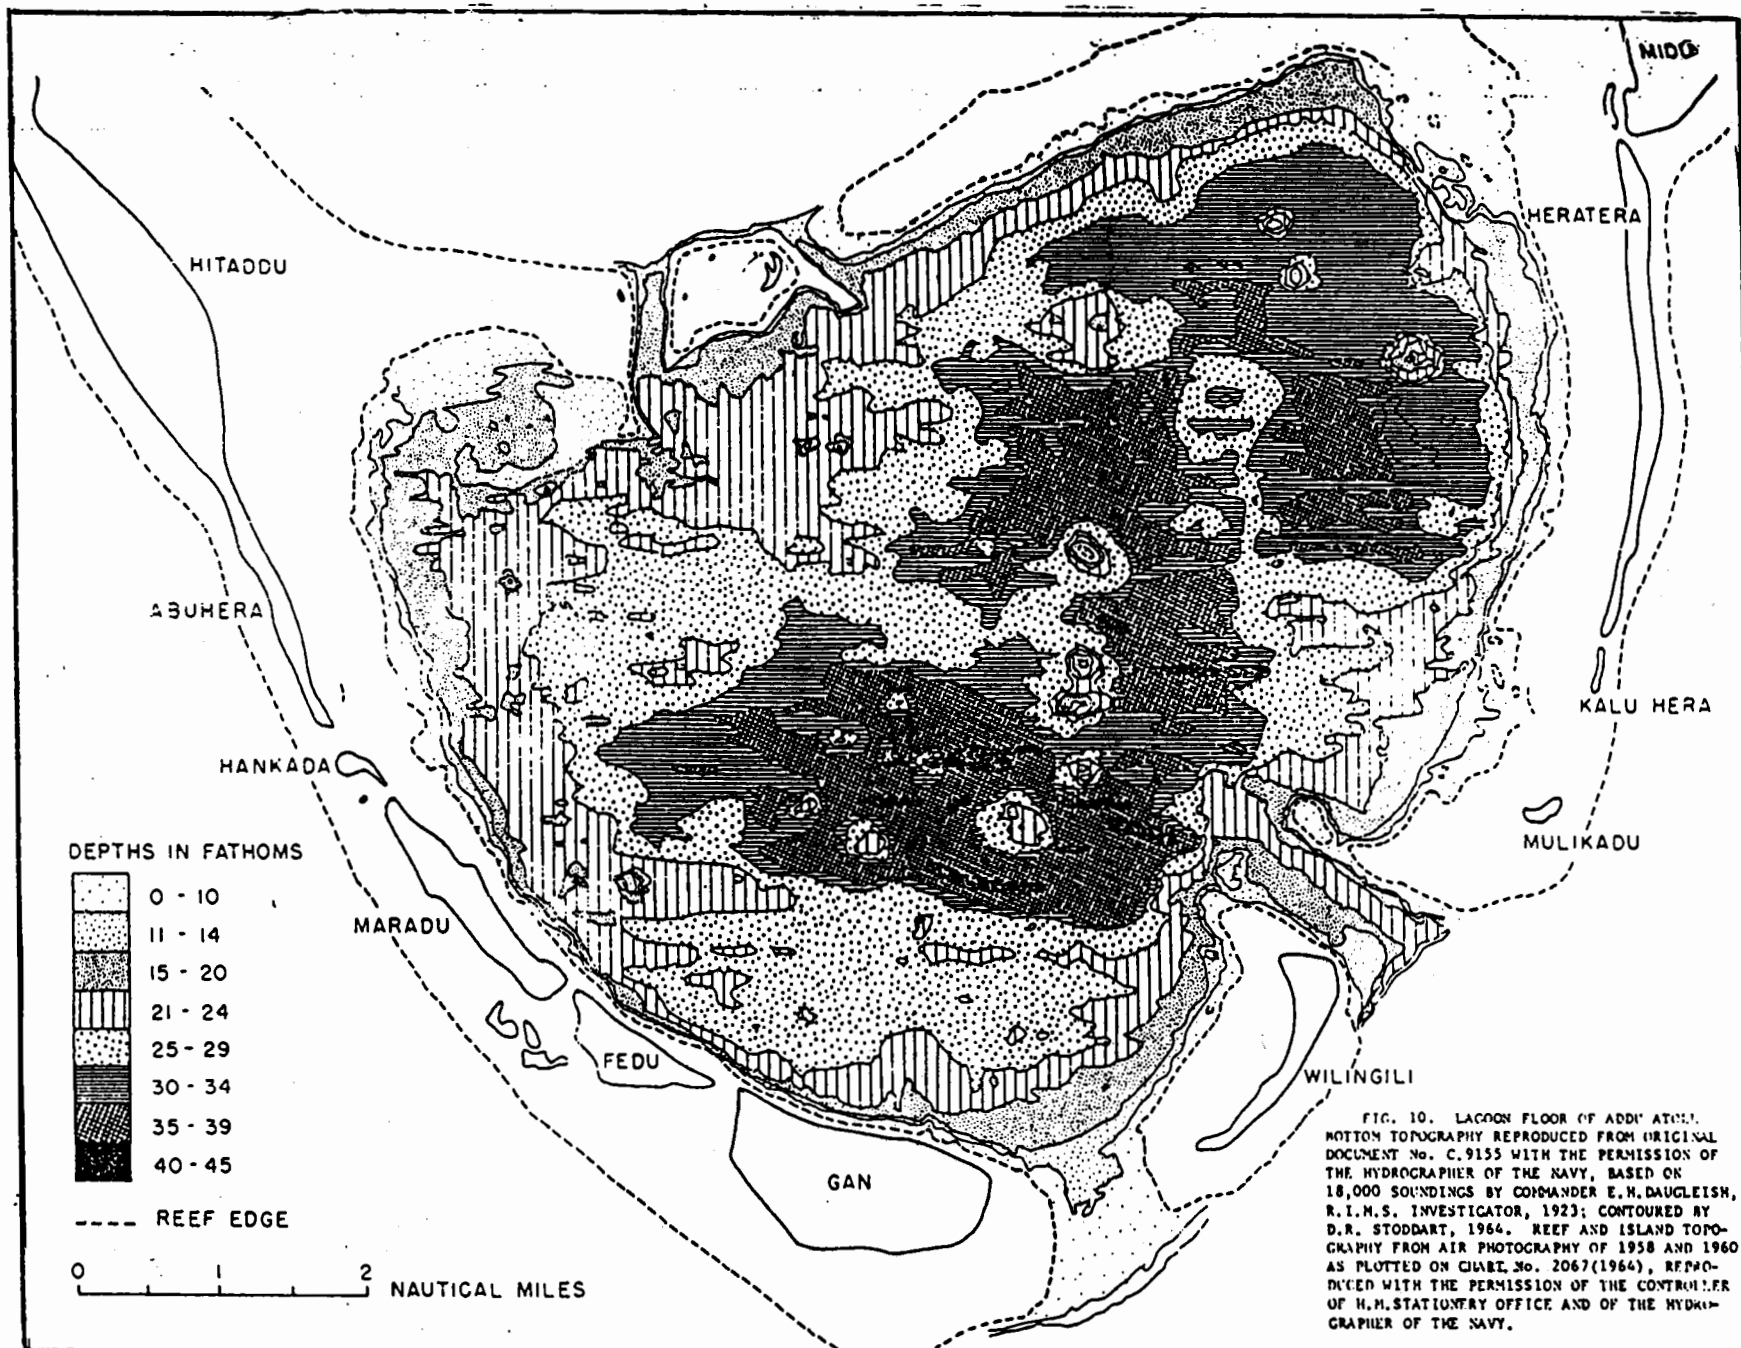 HITADDU
HERATERA
ABUHERA
KALU HERA
HANKADA
MULIKADU
MARADU
FEDU
WILINGILI
GAN
DEPTHS IN FATHOMS
0 - 10
11 - 14
15 - 20
21 - 24
25 - 29
30 - 34
35 - 39
40 - 45
REEF EDGE
0 1 2 NAUTICAL MILES
FIG. 10. LAGOON FLOOR OF ADDU ATOLL.
BOTTOM TOPOGRAPHY REPRODUCED FROM ORIGINAL
DOCUMENT No. C.9155 WITH THE PERMISSION OF
THE HYDROGRAPHER OF THE NAVY, BASED ON
18,000 SOUNDINGS BY COMMANDER E.H.DAUGLEISH,
R.I.M.S. INVESTIGATOR, 1923; CONTOURED BY
D.R. STODDART, 1964. REEF AND ISLAND TOPO-
GRAPHY FROM AIR PHOTOGRAPHY OF 1958 AND 1960
AS PLOTTED ON CHART No. 2067(1964), REPRO-
DUCED WITH THE PERMISSION OF THE CONTROLLER
OF H.M.STATIONERY OFFICE AND OF THE HYDRO-
GRAPHER OF THE NAVY.